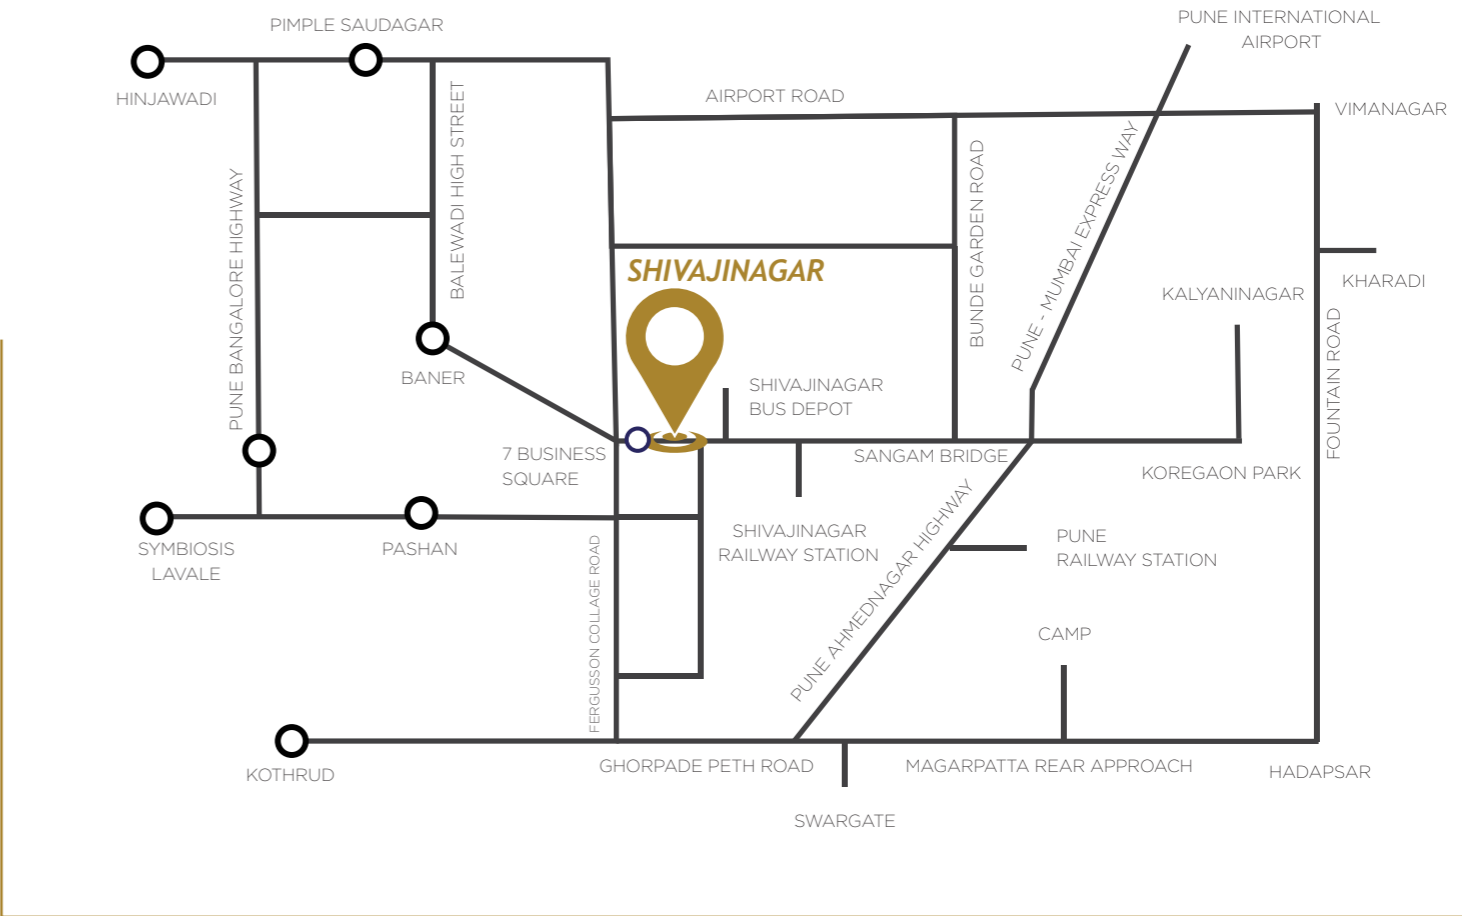 PUNE INTERNATIONAL
AIRPORT
PIMPLE SAUDAGAR
HINJAWADI
AIRPORT ROAD
VIMANAGAR
BALEWADI HIGH STREET
PUNE BANGALORE HIGHWAY
BUNDE GARDEN ROAD
PUNE - MUMBAI EXPRESS WAY
SHIVAJINAGAR
KHARADI
KALYANINAGAR
FOUNTAIN ROAD
BANER
SHIVAJINAGAR
BUS DEPOT
7 BUSINESS
SQUARE
SANGAM BRIDGE
KOREGAON PARK
SYMBIOSIS
LAVALE
PASHAN
SHIVAJINAGAR
RAILWAY STATION
PUNE AHMEDNAGAR HIGHWAY
PUNE
RAILWAY STATION
FERGUSSON COLLAGE ROAD
CAMP
KOTHRUD
GHORPADE PETH ROAD
MAGARPATTA REAR APPROACH
HADAPSAR
SWARGATE